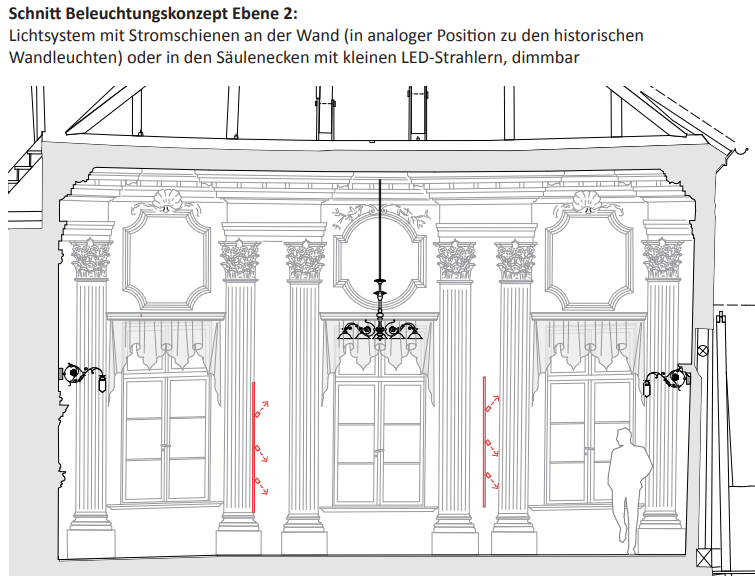 Schnitt Beleuchtungskonzept Ebene 2:
Lichtsystem mit Stromschienen an der Wand (in analoger Position zu den historischen
Wandleuchten) oder in den Säulenecken mit kleinen LED-Strahlern, dimmbar